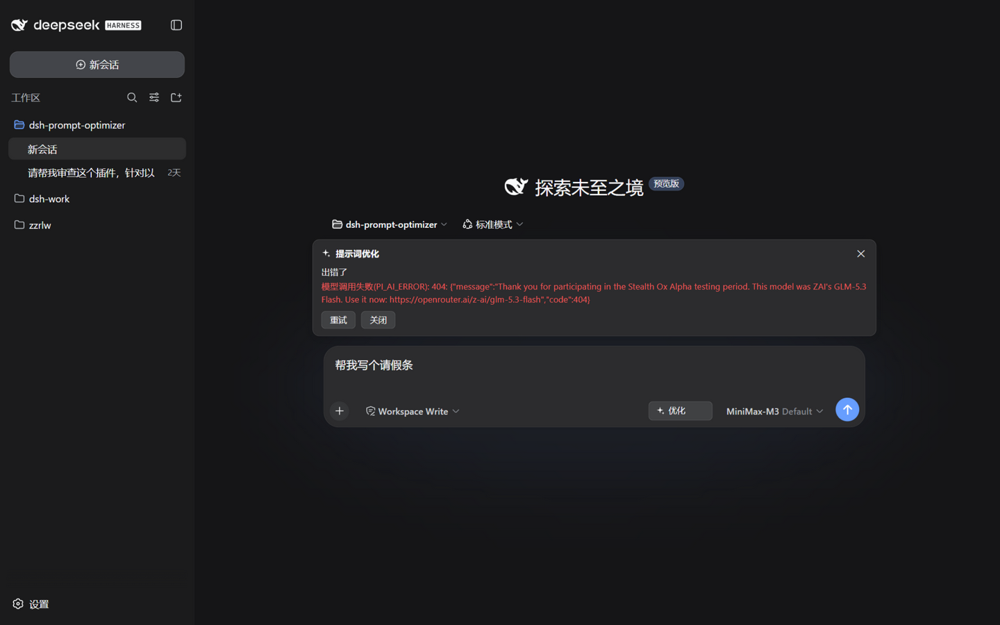 deepseek HARNESS
新会话
工作区
dsh-prompt-optimizer
新会话
请帮我审查这个插件，针对以 2天
dsh-work
zzrlw
设置
探索未至之境 预览版
dsh-prompt-optimizer 标准模式
提示词优化
出错了
模型调用失败(PI_AI_ERROR): 404: {"message":"Thank you for participating in the Stealth Ox Alpha testing period. This model was ZAI's GLM-5.3
Flash. Use it now: https://openrouter.ai/z-ai/glm-5.3-flash","code":404}
重试 关闭
帮我写个请假条
Workspace Write 优化 MiniMax-M3 Default